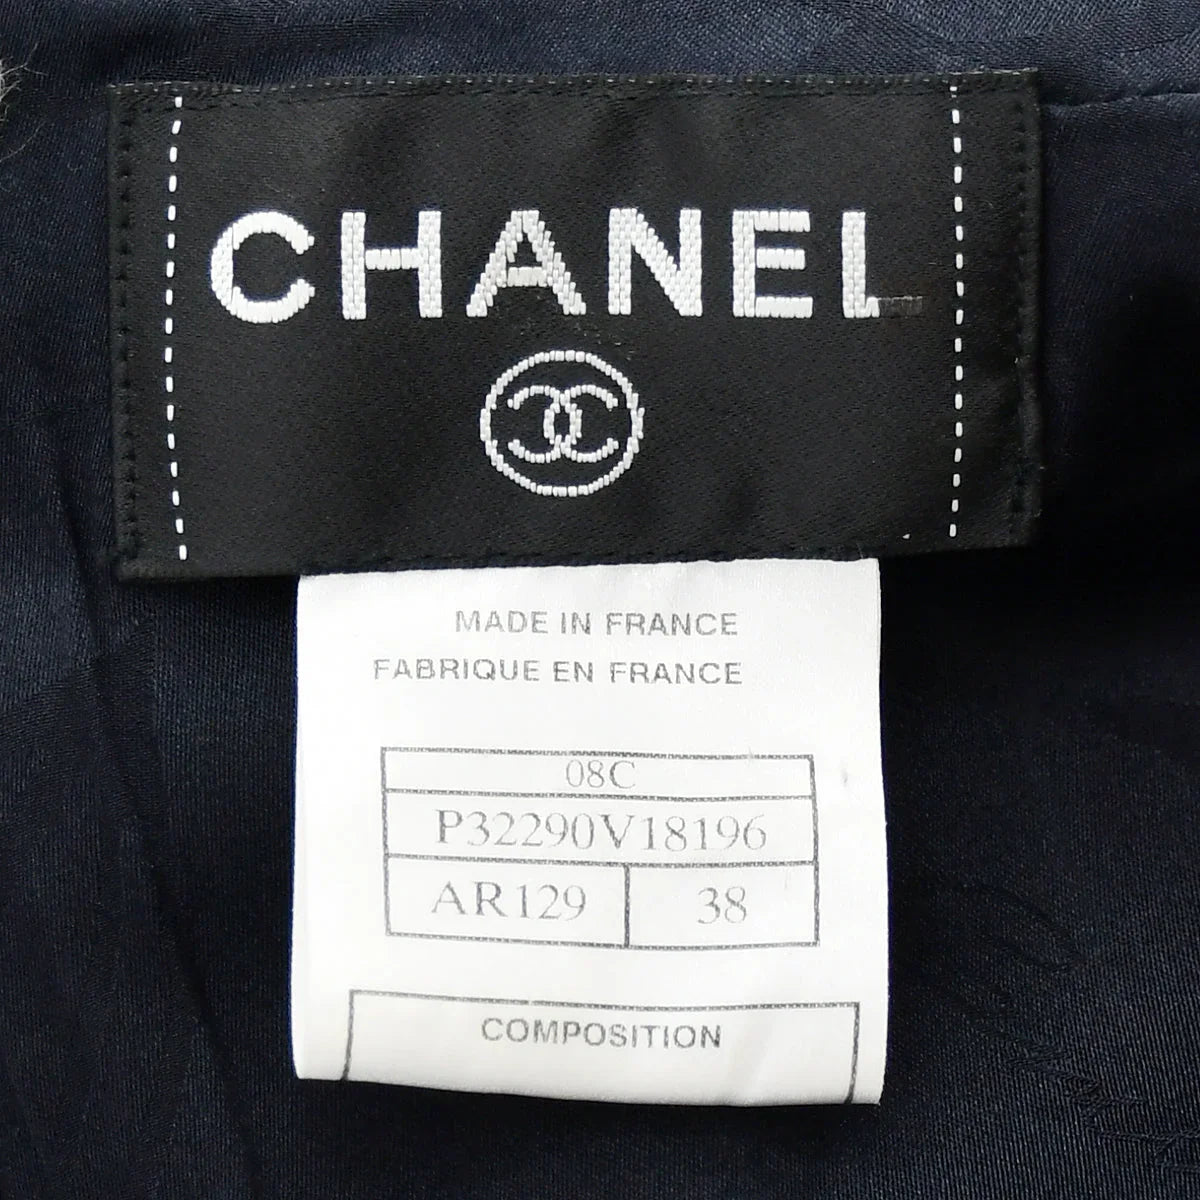 CHANEL
MADE IN FRANCE
FABRIQUE EN FRANCE
08C
P32290V18196
AR129 38
COMPOSITION